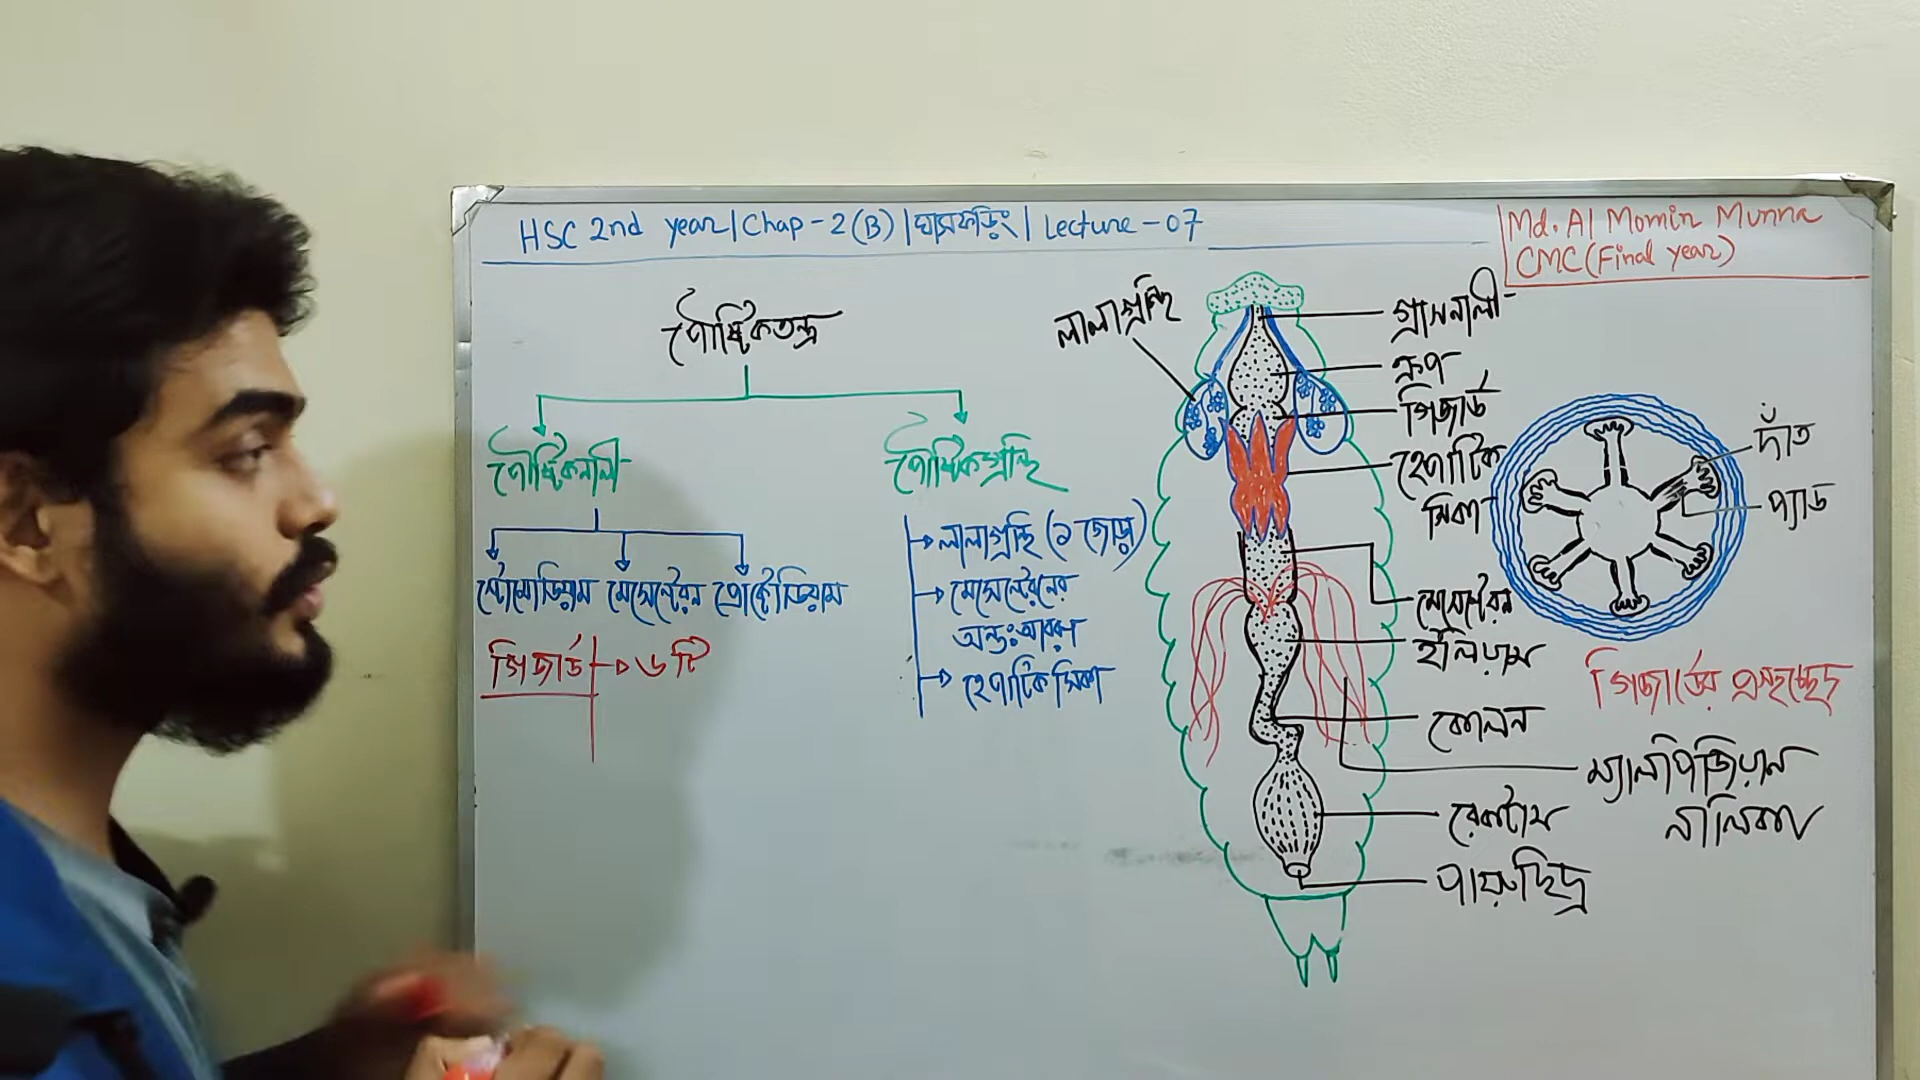 HSC 2nd year | Chap - 2 (B) | ঘাসফড়িং | Lecture - 07
Md. Al Momin Munna
CMC (Final year)
পৌষ্টিকতন্ত্র
পৌষ্টিকনালী
পৌষ্টিকগ্রন্থি
স্টোমোডিয়াম মেসেন্টেরন প্রোক্টোডিয়াম
গিজার্ড → ৬ টি
→ লালাগ্রন্থি (১ জোড়া)
→ মেসেন্টেরনের
অন্তঃআবরণ
→ হেপাটিক সিকা
লালাগ্রন্থি
গ্রাসনালী
ক্রপ
গিজার্ড
হেপাটিক
সিকা
মেসেন্টেরন
ইলিয়াম
কোলন
ম্যালপিজিয়ান
নালিকা
রেকটাম
পায়ুছিদ্র
দাঁত
প্যাড
গিজার্ডের প্রস্থচ্ছেদ